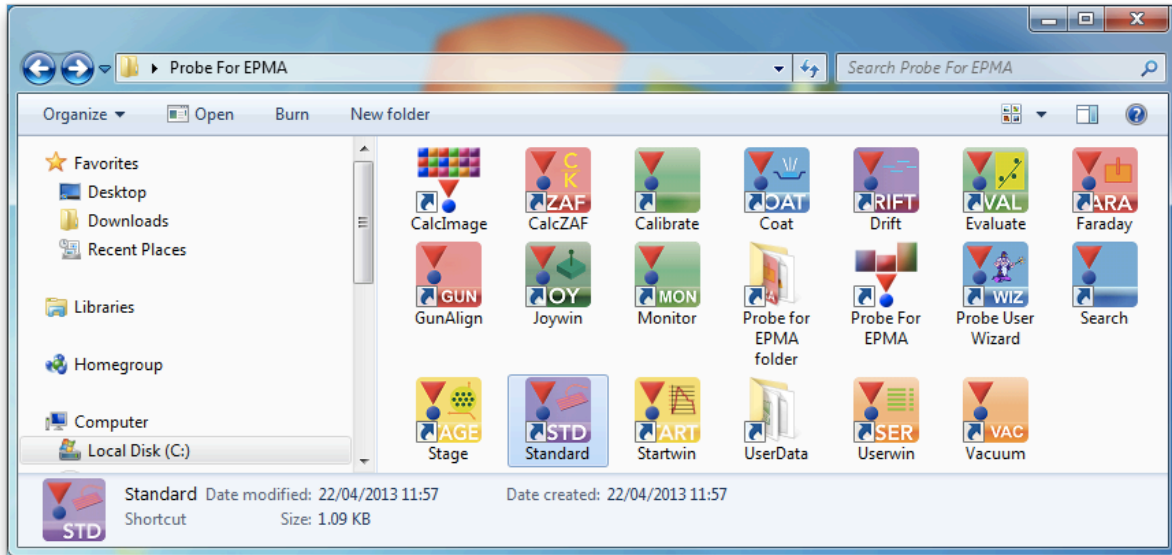 Probe For EPMA
Search Probe For EPMA
Organize Open Burn New folder
Favorites
Desktop
Downloads
Recent Places
Libraries
Homegroup
Computer
Local Disk (C:)
CK ZAF OAT RIFT VAL ARA
CalcImage CalcZAF Calibrate Coat Drift Evaluate Faraday
GUN OY MON A WIZ
GunAlign Joywin Monitor Probe for EPMA folder Probe For EPMA Probe User Wizard Search
AGE STD ART SER VAC
Stage Standard Startwin UserData Userwin Vacuum
Standard Date modified: 22/04/2013 11:57 Date created: 22/04/2013 11:57
Shortcut Size: 1.09 KB
STD